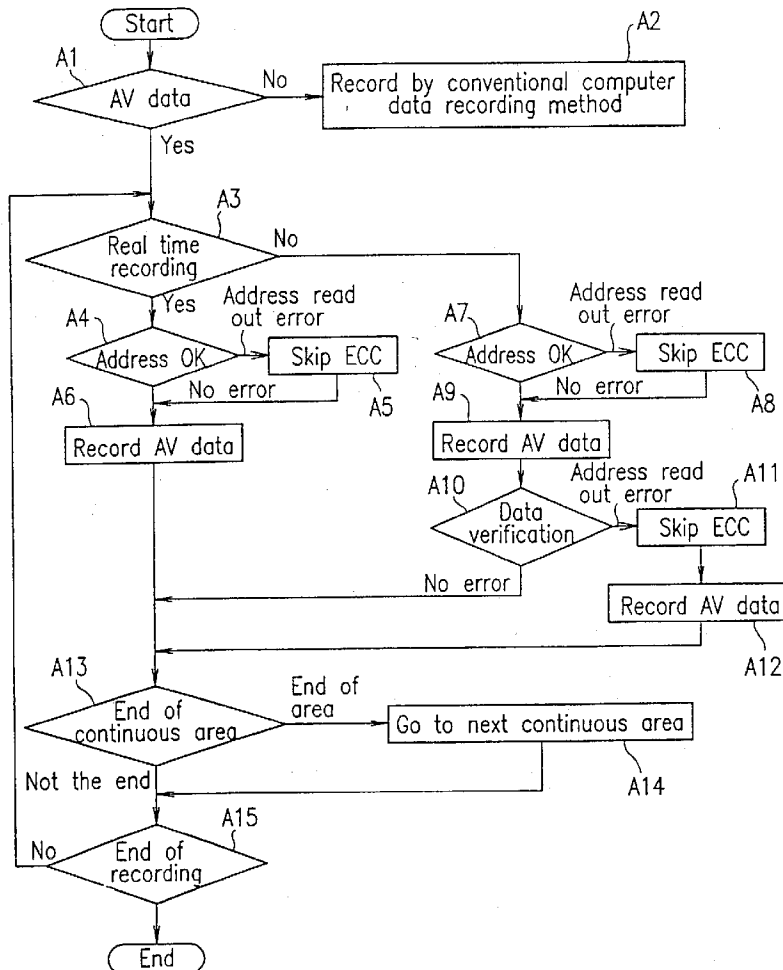 Start
A1
AV data
No
A2
Record by conventional computer
data recording method
Yes
A3
Real time
recording
No
Yes
A4
Address OK
Address read
out error
Skip ECC
A5
No error
A6
Record AV data
A7
Address OK
Address read
out error
Skip ECC
A8
No error
A9
Record AV data
A10
Data
verification
Address read
out error
A11
Skip ECC
No error
Record AV data
A12
A13
End of
continuous area
End of
area
Go to next continuous area
A14
Not the end
A15
No
End of
recording
End